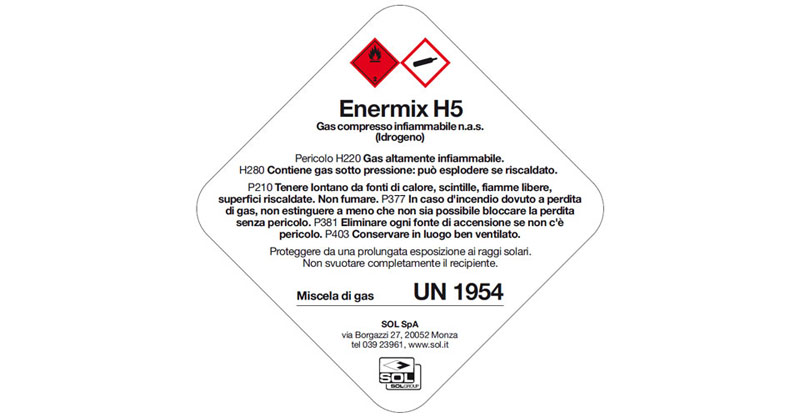 2
Enermix H5
Gas compresso infiammabile n.a.s.
(Idrogeno)
Pericolo H220 Gas altamente infiammabile.
H280 Contiene gas sotto pressione: può esplodere se riscaldato.
P210 Tenere lontano da fonti di calore, scintille, fiamme libere,
superfici riscaldate. Non fumare. P377 In caso d'incendio dovuto a perdita
di gas, non estinguere a meno che non sia possibile bloccare la perdita
senza pericolo. P381 Eliminare ogni fonte di accensione se non c'è
pericolo. P403 Conservare in luogo ben ventilato.
Proteggere da una prolungata esposizione ai raggi solari.
Non svuotare completamente il recipiente.
Miscela di gas UN 1954
SOL SpA
via Borgazzi 27, 20052 Monza
tel 039 23961, www.sol.it
SOL
SOLGROUP